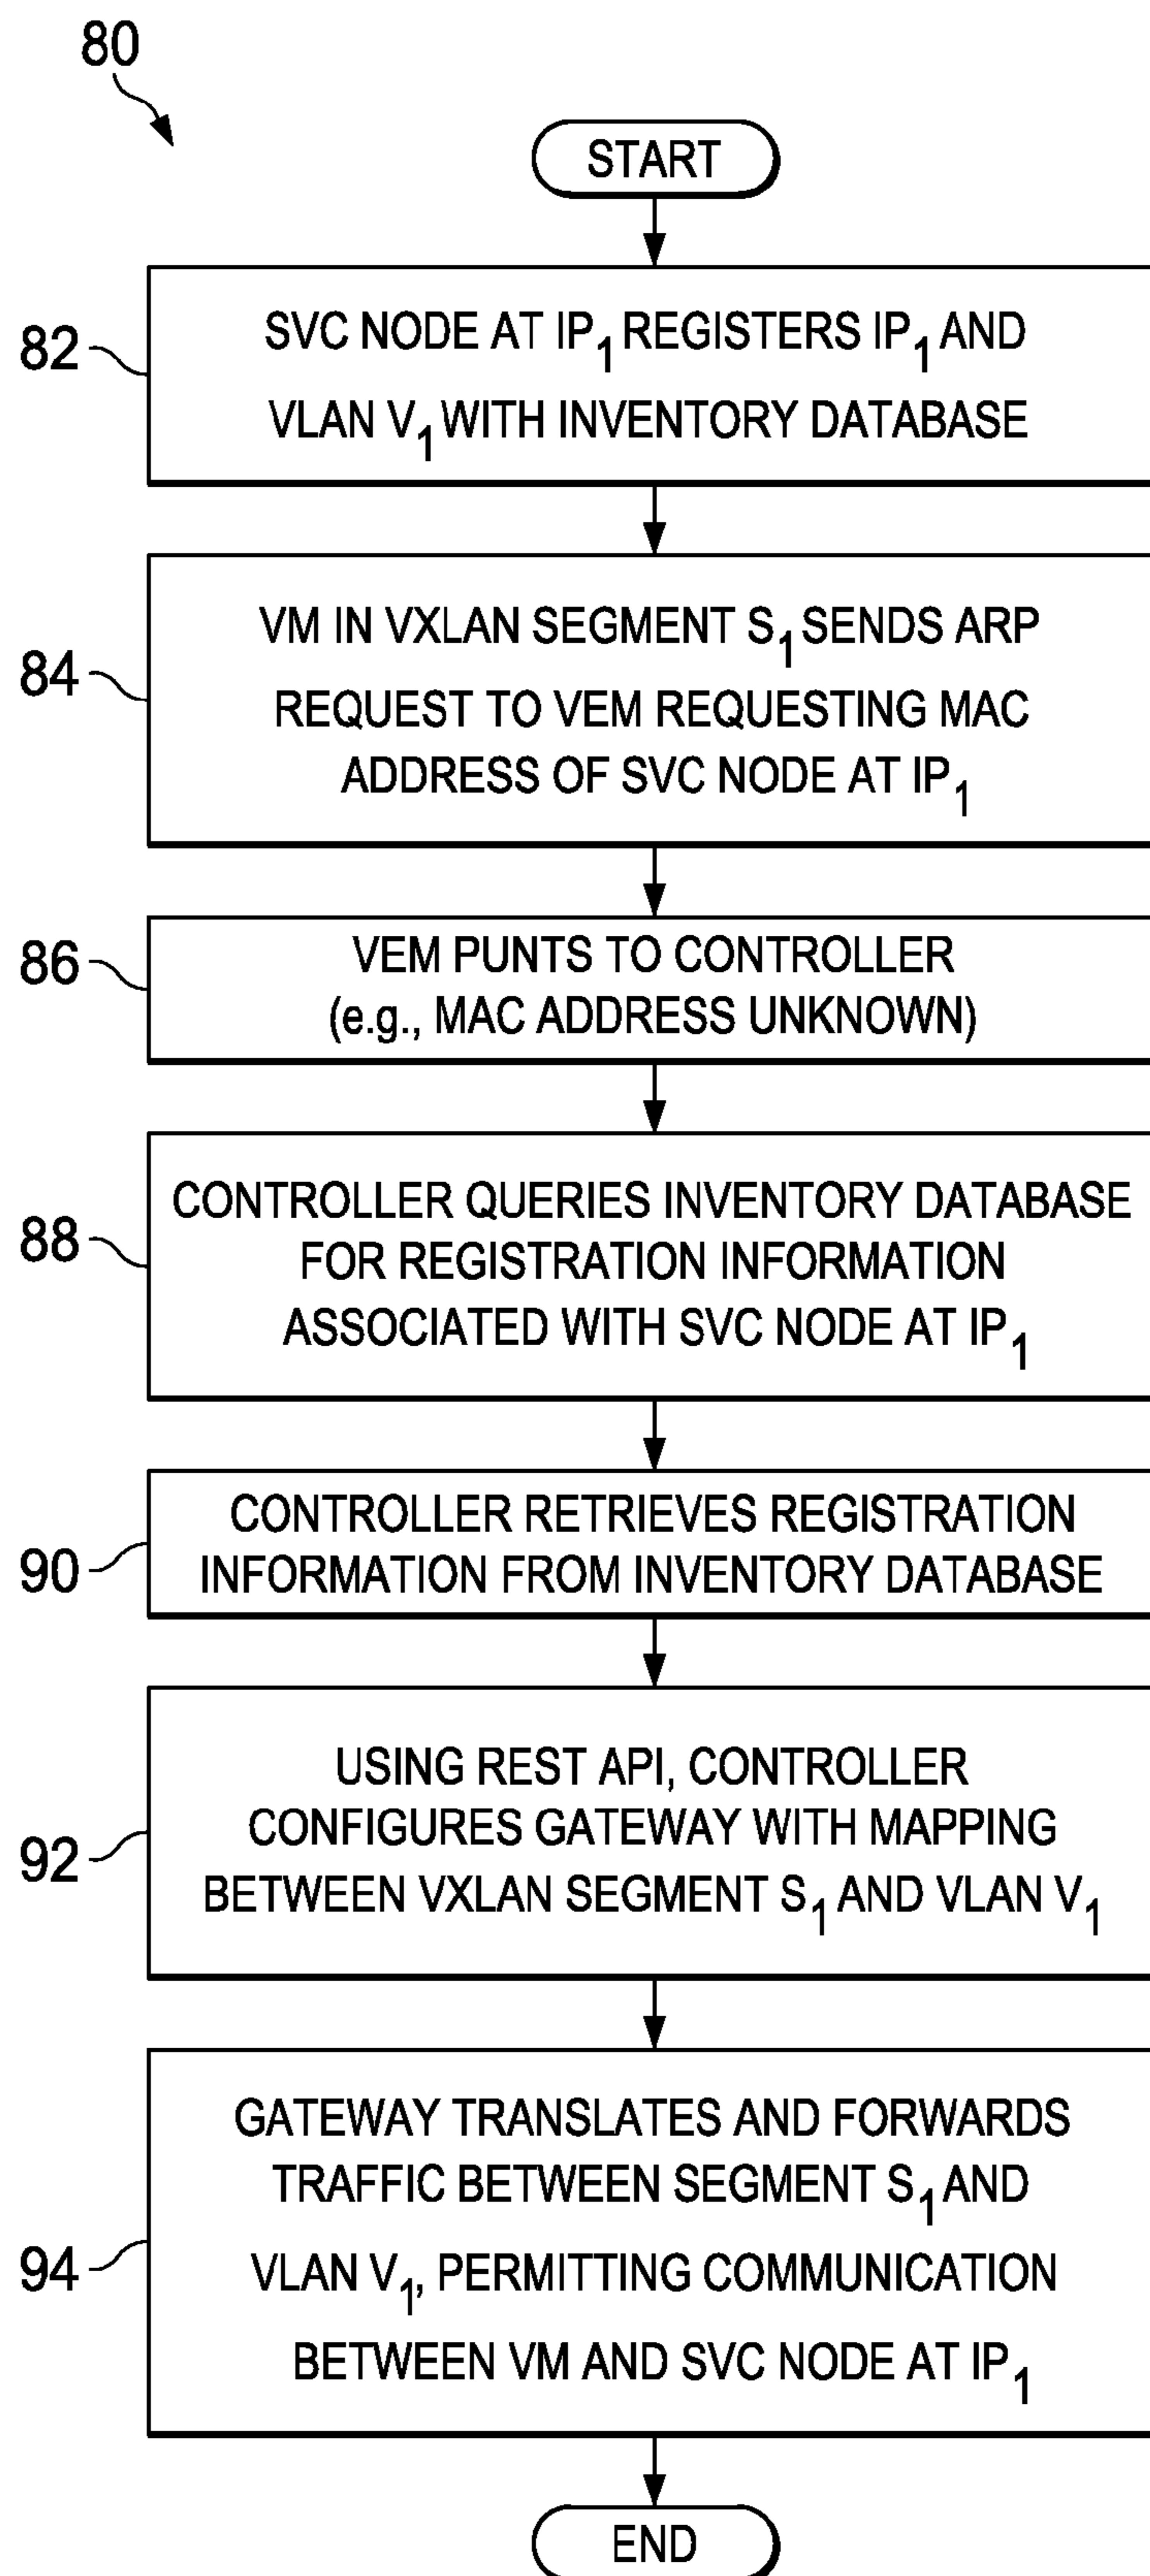 80
START
82
SVC NODE AT IP1 REGISTERS IP1 AND
VLAN V1 WITH INVENTORY DATABASE
84
VM IN VXLAN SEGMENT S1 SENDS ARP
REQUEST TO VEM REQUESTING MAC
ADDRESS OF SVC NODE AT IP1
86
VEM PUNTS TO CONTROLLER
(e.g., MAC ADDRESS UNKNOWN)
88
CONTROLLER QUERIES INVENTORY DATABASE
FOR REGISTRATION INFORMATION
ASSOCIATED WITH SVC NODE AT IP1
90
CONTROLLER RETRIEVES REGISTRATION
INFORMATION FROM INVENTORY DATABASE
92
USING REST API, CONTROLLER
CONFIGURES GATEWAY WITH MAPPING
BETWEEN VXLAN SEGMENT S1 AND VLAN V1
94
GATEWAY TRANSLATES AND FORWARDS
TRAFFIC BETWEEN SEGMENT S1 AND
VLAN V1, PERMITTING COMMUNICATION
BETWEEN VM AND SVC NODE AT IP1
END